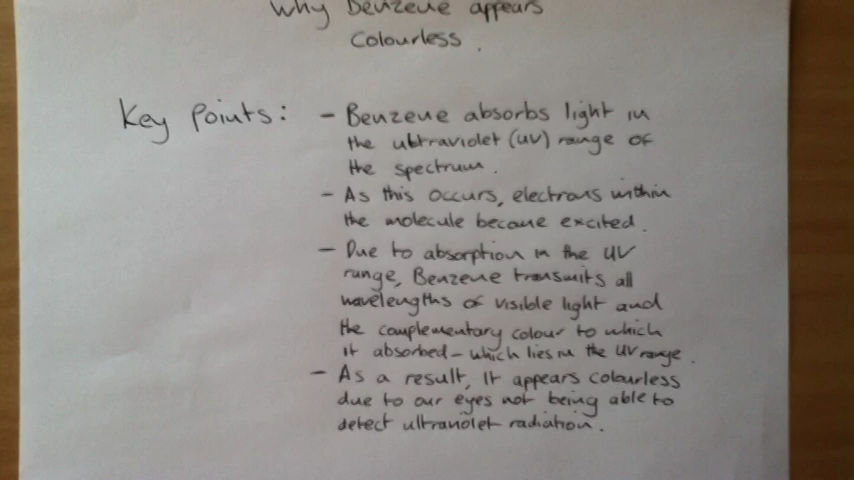 Why Benzene appears
Colourless.
Key Points: - Benzene absorbs light in
the ultraviolet (UV) range of
the spectrum.
- As this occurs, electrons within
the molecule become excited.
- Due to absorption in the UV
range, Benzene transmits all
wavelengths of visible light and
the complementary colour to which
it absorbed - which lies in the UV range.
- As a result, It appears colourless
due to our eyes not being able to
detect ultraviolet radiation.